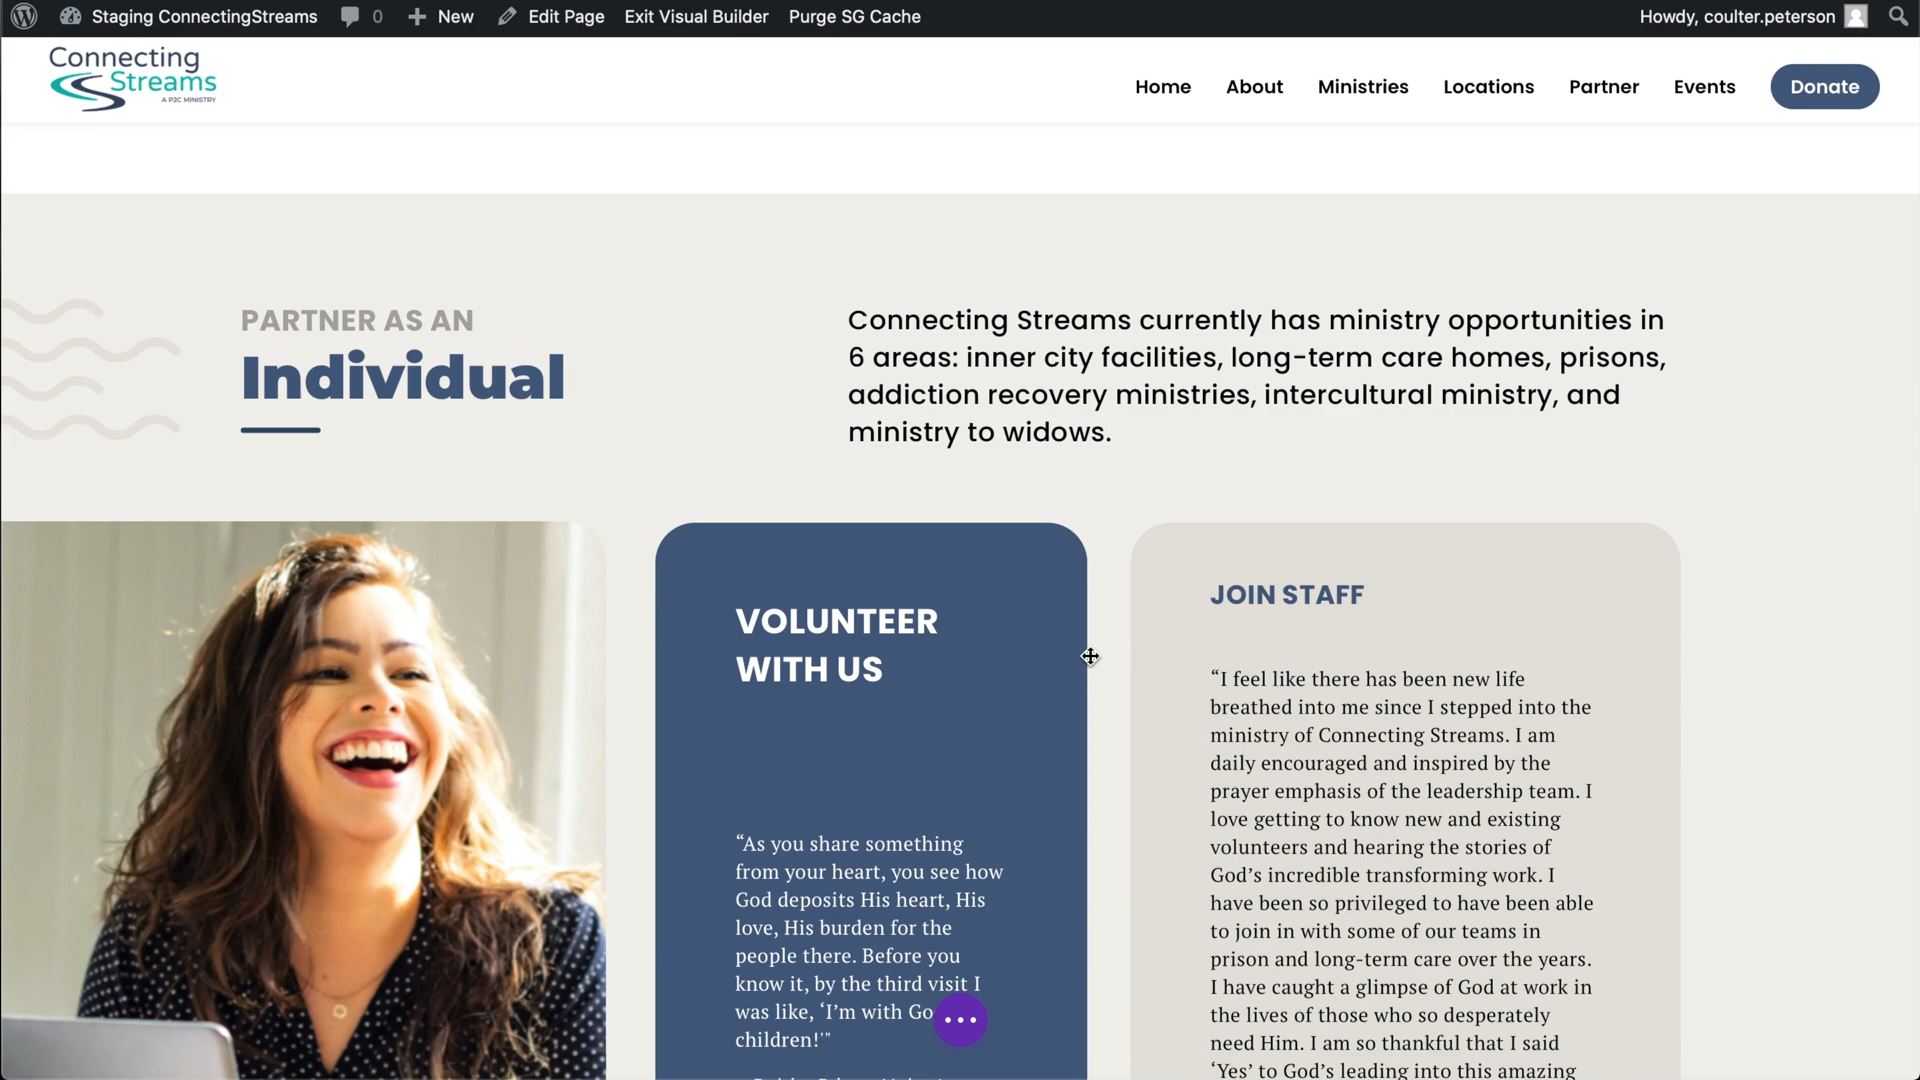 Staging ConnectingStreams 0 New Edit Page Exit Visual Builder Purge SG Cache Howdy, coulter.peterson
Connecting
Streams
A P2C MINISTRY
Home About Ministries Locations Partner Events Donate
PARTNER AS AN
Individual
Connecting Streams currently has ministry opportunities in
6 areas: inner city facilities, long-term care homes, prisons,
addiction recovery ministries, intercultural ministry, and
ministry to widows.
VOLUNTEER
WITH US
“As you share something
from your heart, you see how
God deposits His heart, His
love, His burden for the
people there. Before you
know it, by the third visit I
was like, ‘I’m with Go
children!'"
JOIN STAFF
“I feel like there has been new life
breathed into me since I stepped into the
ministry of Connecting Streams. I am
daily encouraged and inspired by the
prayer emphasis of the leadership team. I
love getting to know new and existing
volunteers and hearing the stories of
God’s incredible transforming work. I
have been so privileged to have been able
to join in with some of our teams in
prison and long-term care over the years.
I have caught a glimpse of God at work in
the lives of those who so desperately
need Him. I am so thankful that I said
‘Yes’ to God’s leading into this amazing